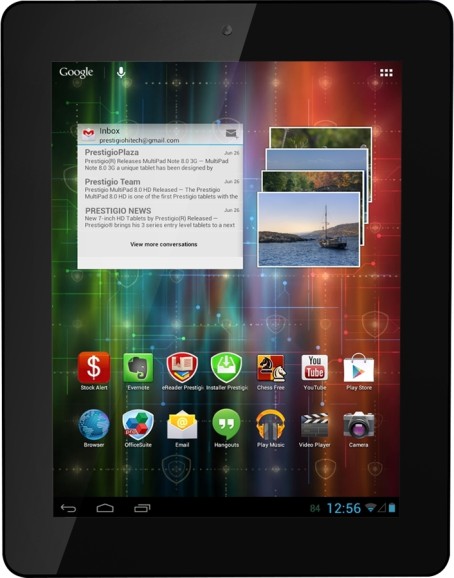 Google
Inbox
prestigiohitech@gmail.com
PrestigioPlaza Jun 26
Prestigio(R) Releases MultiPad Note 8.0 3G — MultiPad
Note 8.0 3G a unique tablet has been designed by
Prestigio Team Jun 26
Prestigio MultiPad 8.0 HD Released — The Prestigio
MultiPad 8.0 HD is one of the first Prestigio tablets with the
PRESTIGIO NEWS Jun 26
New 7-inch HD Tablets by Prestigio(R) Released —
Prestigio® brings his 3 series entry level tablets to a next
View more conversations
$
You
Tube
Stock Alert Evernote eReader Prestigi Installer Prestigi Chess Free YouTube Play Store
Browser OfficeSuite Email Hangouts Play Music Video Player Camera
84 12:56